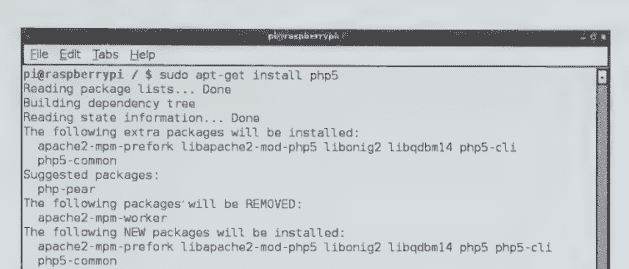 pi@raspberrypi: /
File Edit Tabs Help
pi@raspberrypi / $ sudo apt-get install php5
Reading package lists... Done
Building dependency tree
Reading state information... Done
The following extra packages will be installed:
apache2-mpm-prefork libapache2-mod-php5 libonig2 libqdbm14 php5-cli
php5-common
Suggested packages:
php-pear
The following packages will be REMOVED:
apache2-mpm-worker
The following NEW packages will be installed:
apache2-mpm-prefork libapache2-mod-php5 libonig2 libqdbm14 php5 php5-cli
php5-common